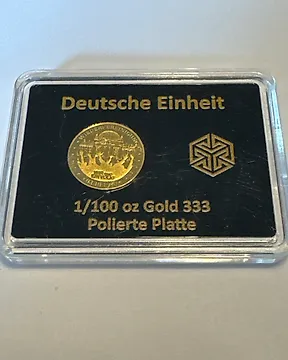 Deutsche Einheit
1/100 oz Gold 333
Polierte Platte